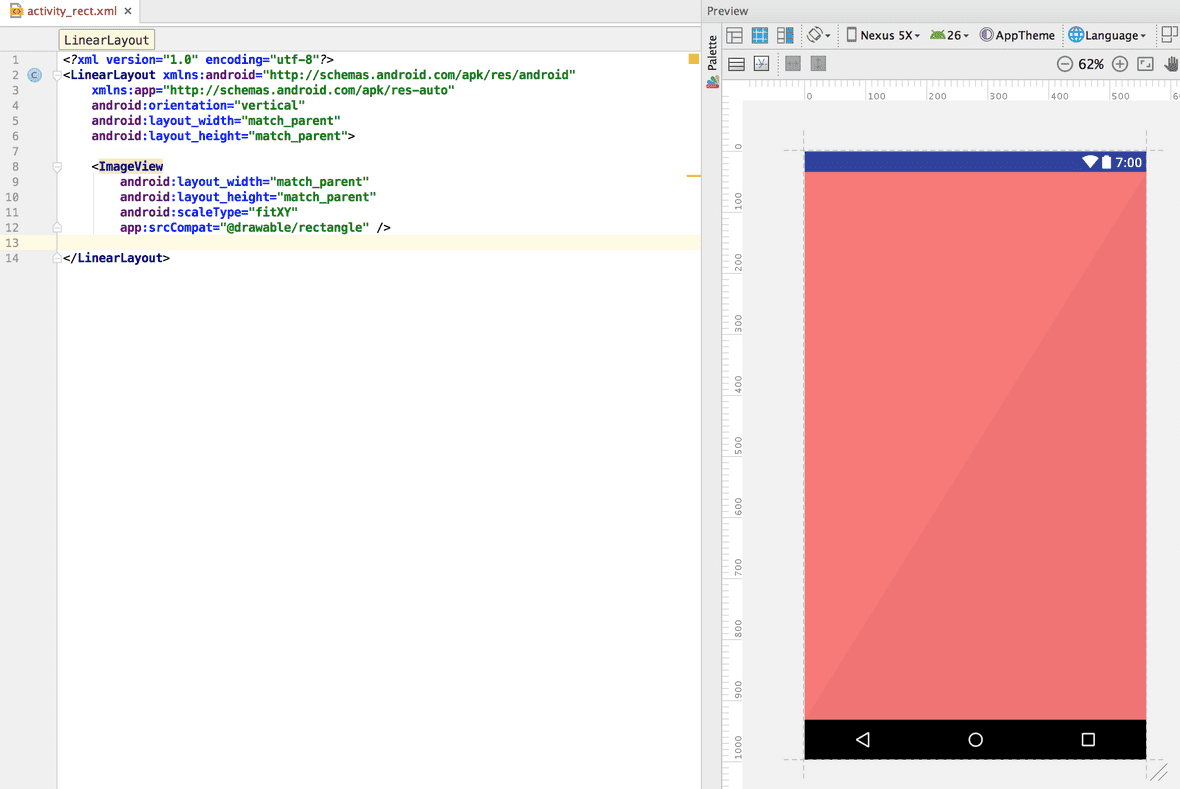 activity_rect.xml
Preview
LinearLayout
Palette
Nexus 5X
26
AppTheme
Language
62%
1 <?xml version="1.0" encoding="utf-8"?>
2 C <LinearLayout xmlns:android="http://schemas.android.com/apk/res/android"
3 xmlns:app="http://schemas.android.com/apk/res-auto"
4 android:orientation="vertical"
5 android:layout_width="match_parent"
6 android:layout_height="match_parent">
7
8 <ImageView
9 android:layout_width="match_parent"
10 android:layout_height="match_parent"
11 android:scaleType="fitXY"
12 app:srcCompat="@drawable/rectangle" />
13
14 </LinearLayout>
0 100 200 300 400 500
0
100
200
300
400
500
600
700
800
900
1000
7:00